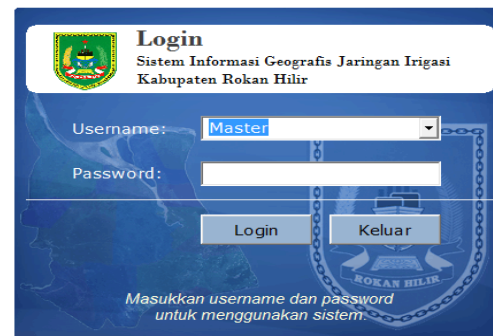 Login
Sistem Informasi Geografis Jaringan Irigasi
Kabupaten Rokan Hilir
Username: Master
Password:
Login Keluar
ROKAN HILIR
Masukkan username dan password
untuk menggunakan sistem.